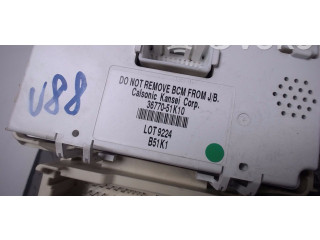 U88
DO NOT REMOVE BCM FROM J/B.
Calsonic Kansei Corp.
36770-51K10
LOT 9224
B51K1